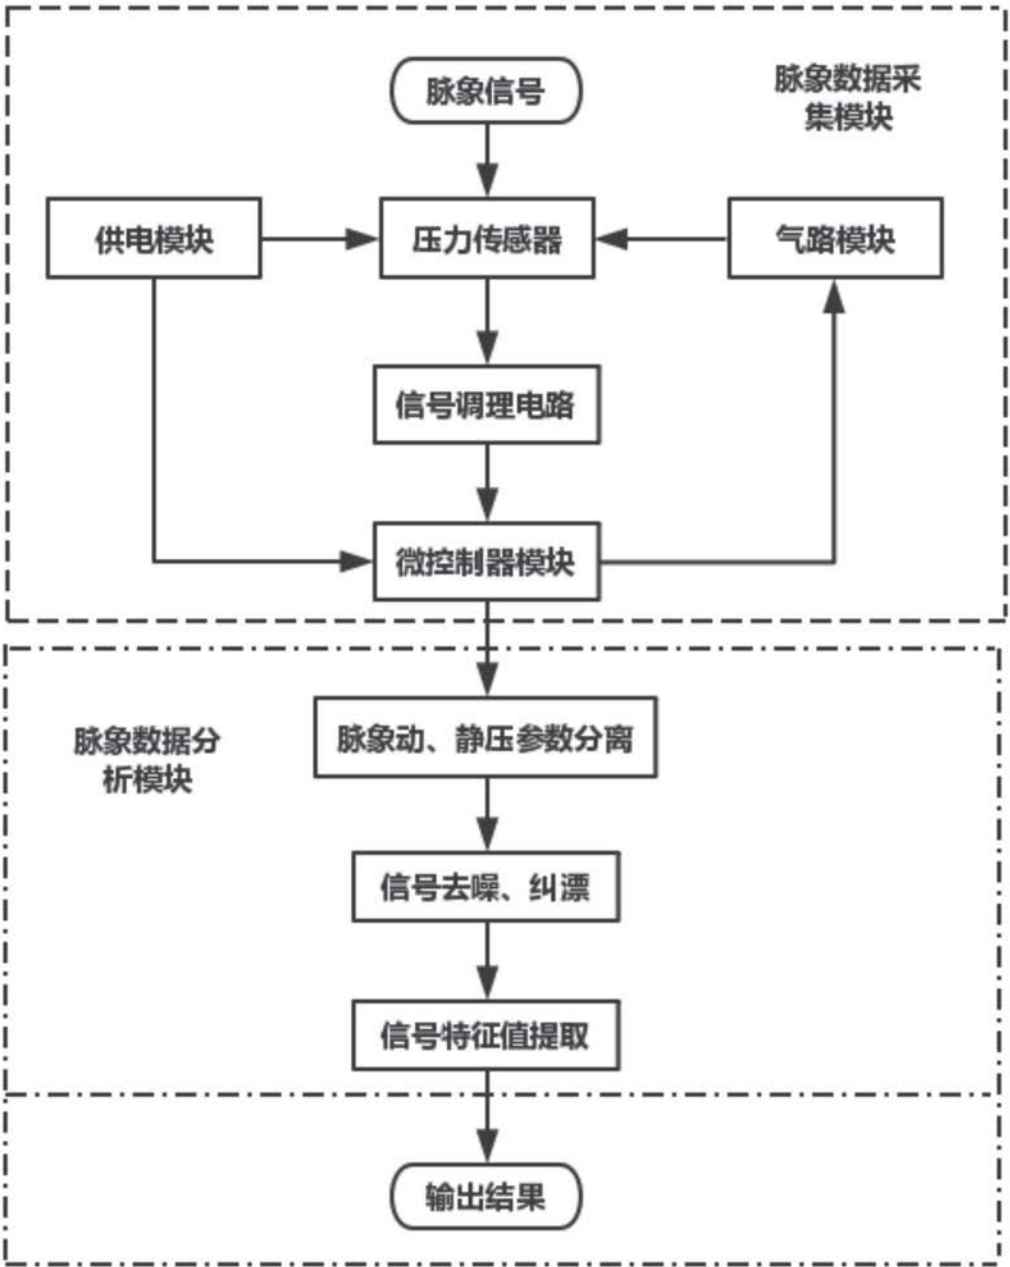 脉象信号
脉象数据采
集模块
供电模块
压力传感器
气路模块
信号调理电路
微控制器模块
脉象动、静压参数分离
脉象数据分
析模块
信号去噪、纠漂
信号特征值提取
输出结果